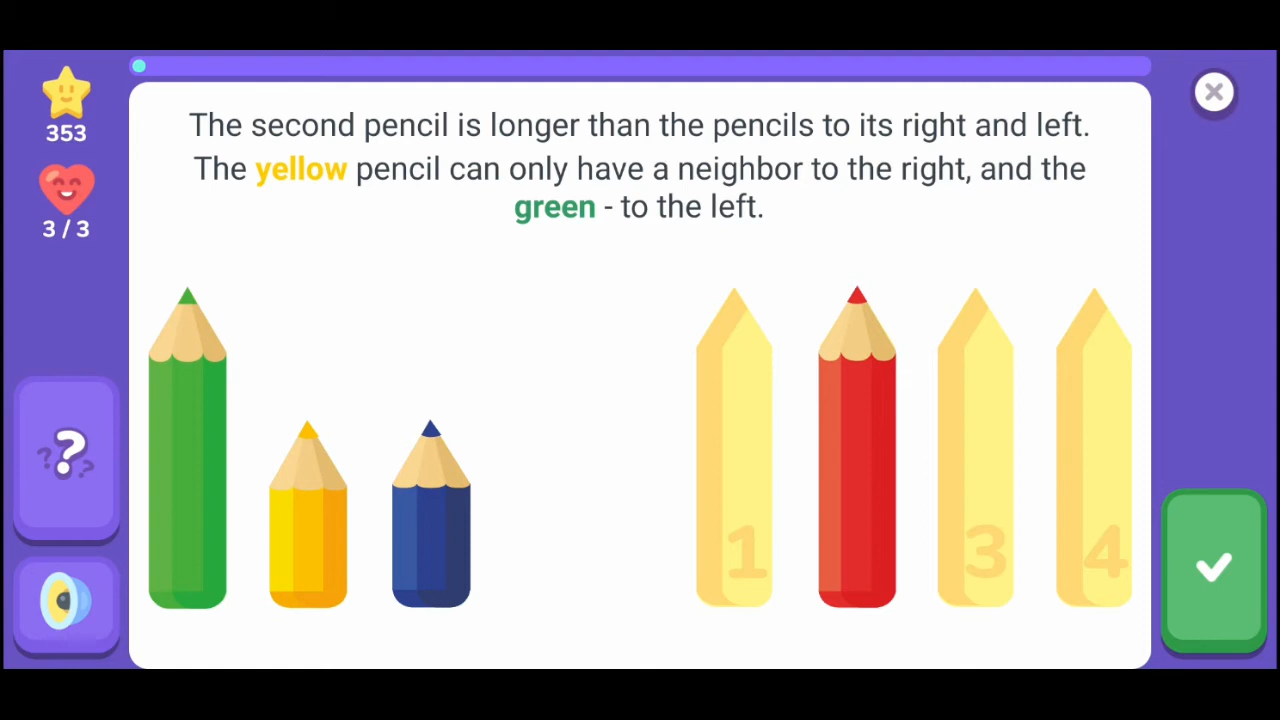 The second pencil is longer than the pencils to its right and left.
The yellow pencil can only have a neighbor to the right, and the
green - to the left.
353
3 / 3
1
3
4
???